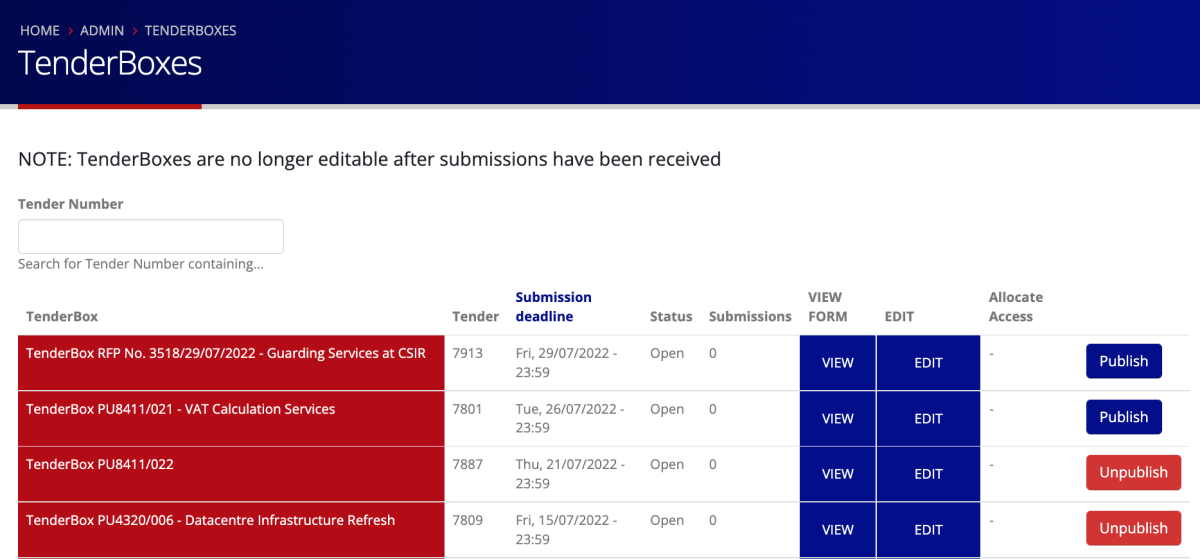 HOME > ADMIN > TENDERBOXES
TenderBoxes
NOTE: TenderBoxes are no longer editable after submissions have been received
Tender Number
Search for Tender Number containing...
TenderBox Tender Submission deadline Status Submissions VIEW FORM EDIT Allocate Access
TenderBox RFP No. 3518/29/07/2022 - Guarding Services at CSIR 7913 Fri, 29/07/2022 - 23:59 Open 0 VIEW EDIT - Publish
TenderBox PU8411/021 - VAT Calculation Services 7801 Tue, 26/07/2022 - 23:59 Open 0 VIEW EDIT - Publish
TenderBox PU8411/022 7887 Thu, 21/07/2022 - 23:59 Open 0 VIEW EDIT - Unpublish
TenderBox PU4320/006 - Datacentre Infrastructure Refresh 7809 Fri, 15/07/2022 - 23:59 Open 0 VIEW EDIT - Unpublish